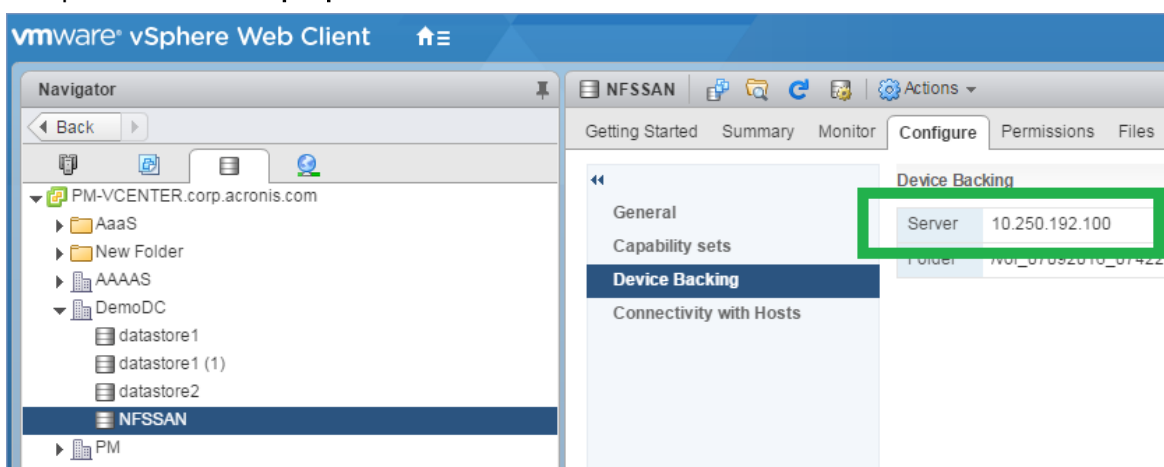 vmware® vSphere Web Client
Navigator
Back
PM-VCENTER.corp.acronis.com
AaaS
New Folder
AAAAS
DemoDC
datastore1
datastore1 (1)
datastore2
NFSSAN
PM
NFSSAN Actions
Getting Started Summary Monitor Configure Permissions Files
General
Capability sets
Device Backing
Connectivity with Hosts
Device Backing
Server 10.250.192.100
Folder